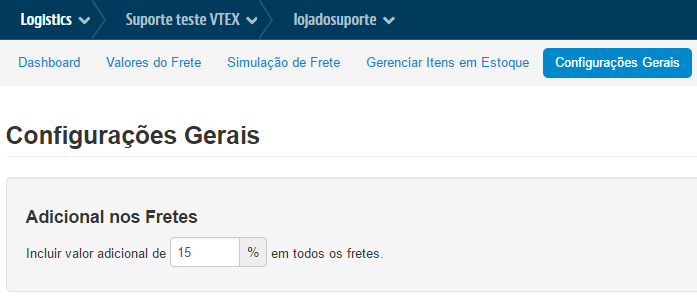 Logistics Suporte teste VTEX lojadosuporte
Dashboard Valores do Frete Simulação de Frete Gerenciar Itens em Estoque Configurações Gerais
Configurações Gerais
Adicional nos Fretes
Incluir valor adicional de 15 % em todos os fretes.